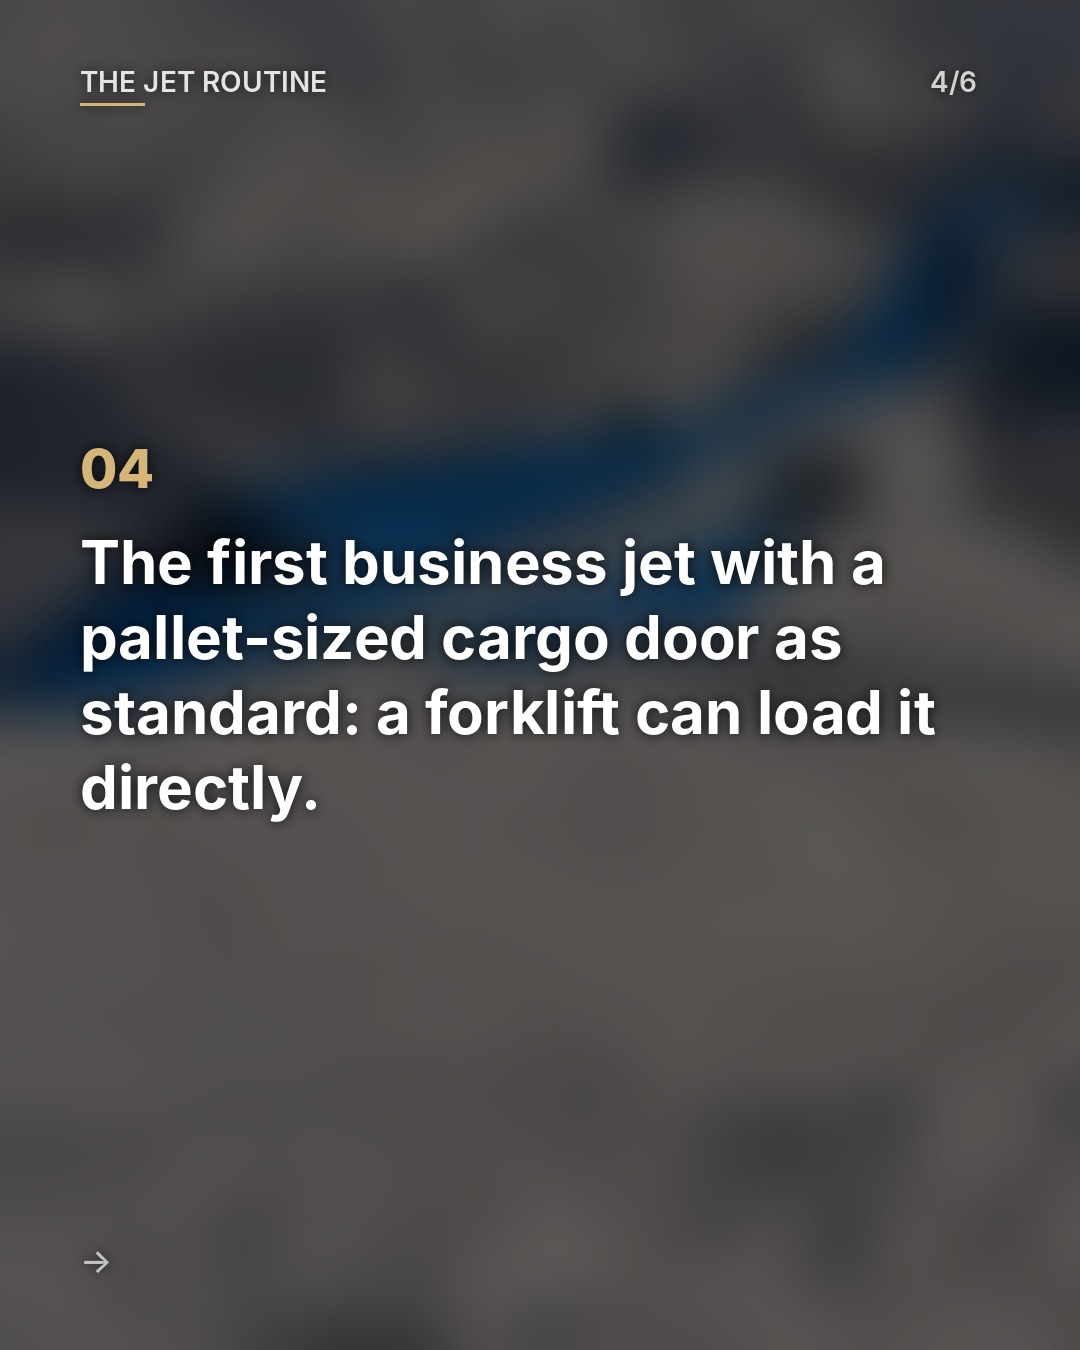 THE JET ROUTINE
4/6
04
The first business jet with a
pallet-sized cargo door as
standard: a forklift can load it
directly.
→